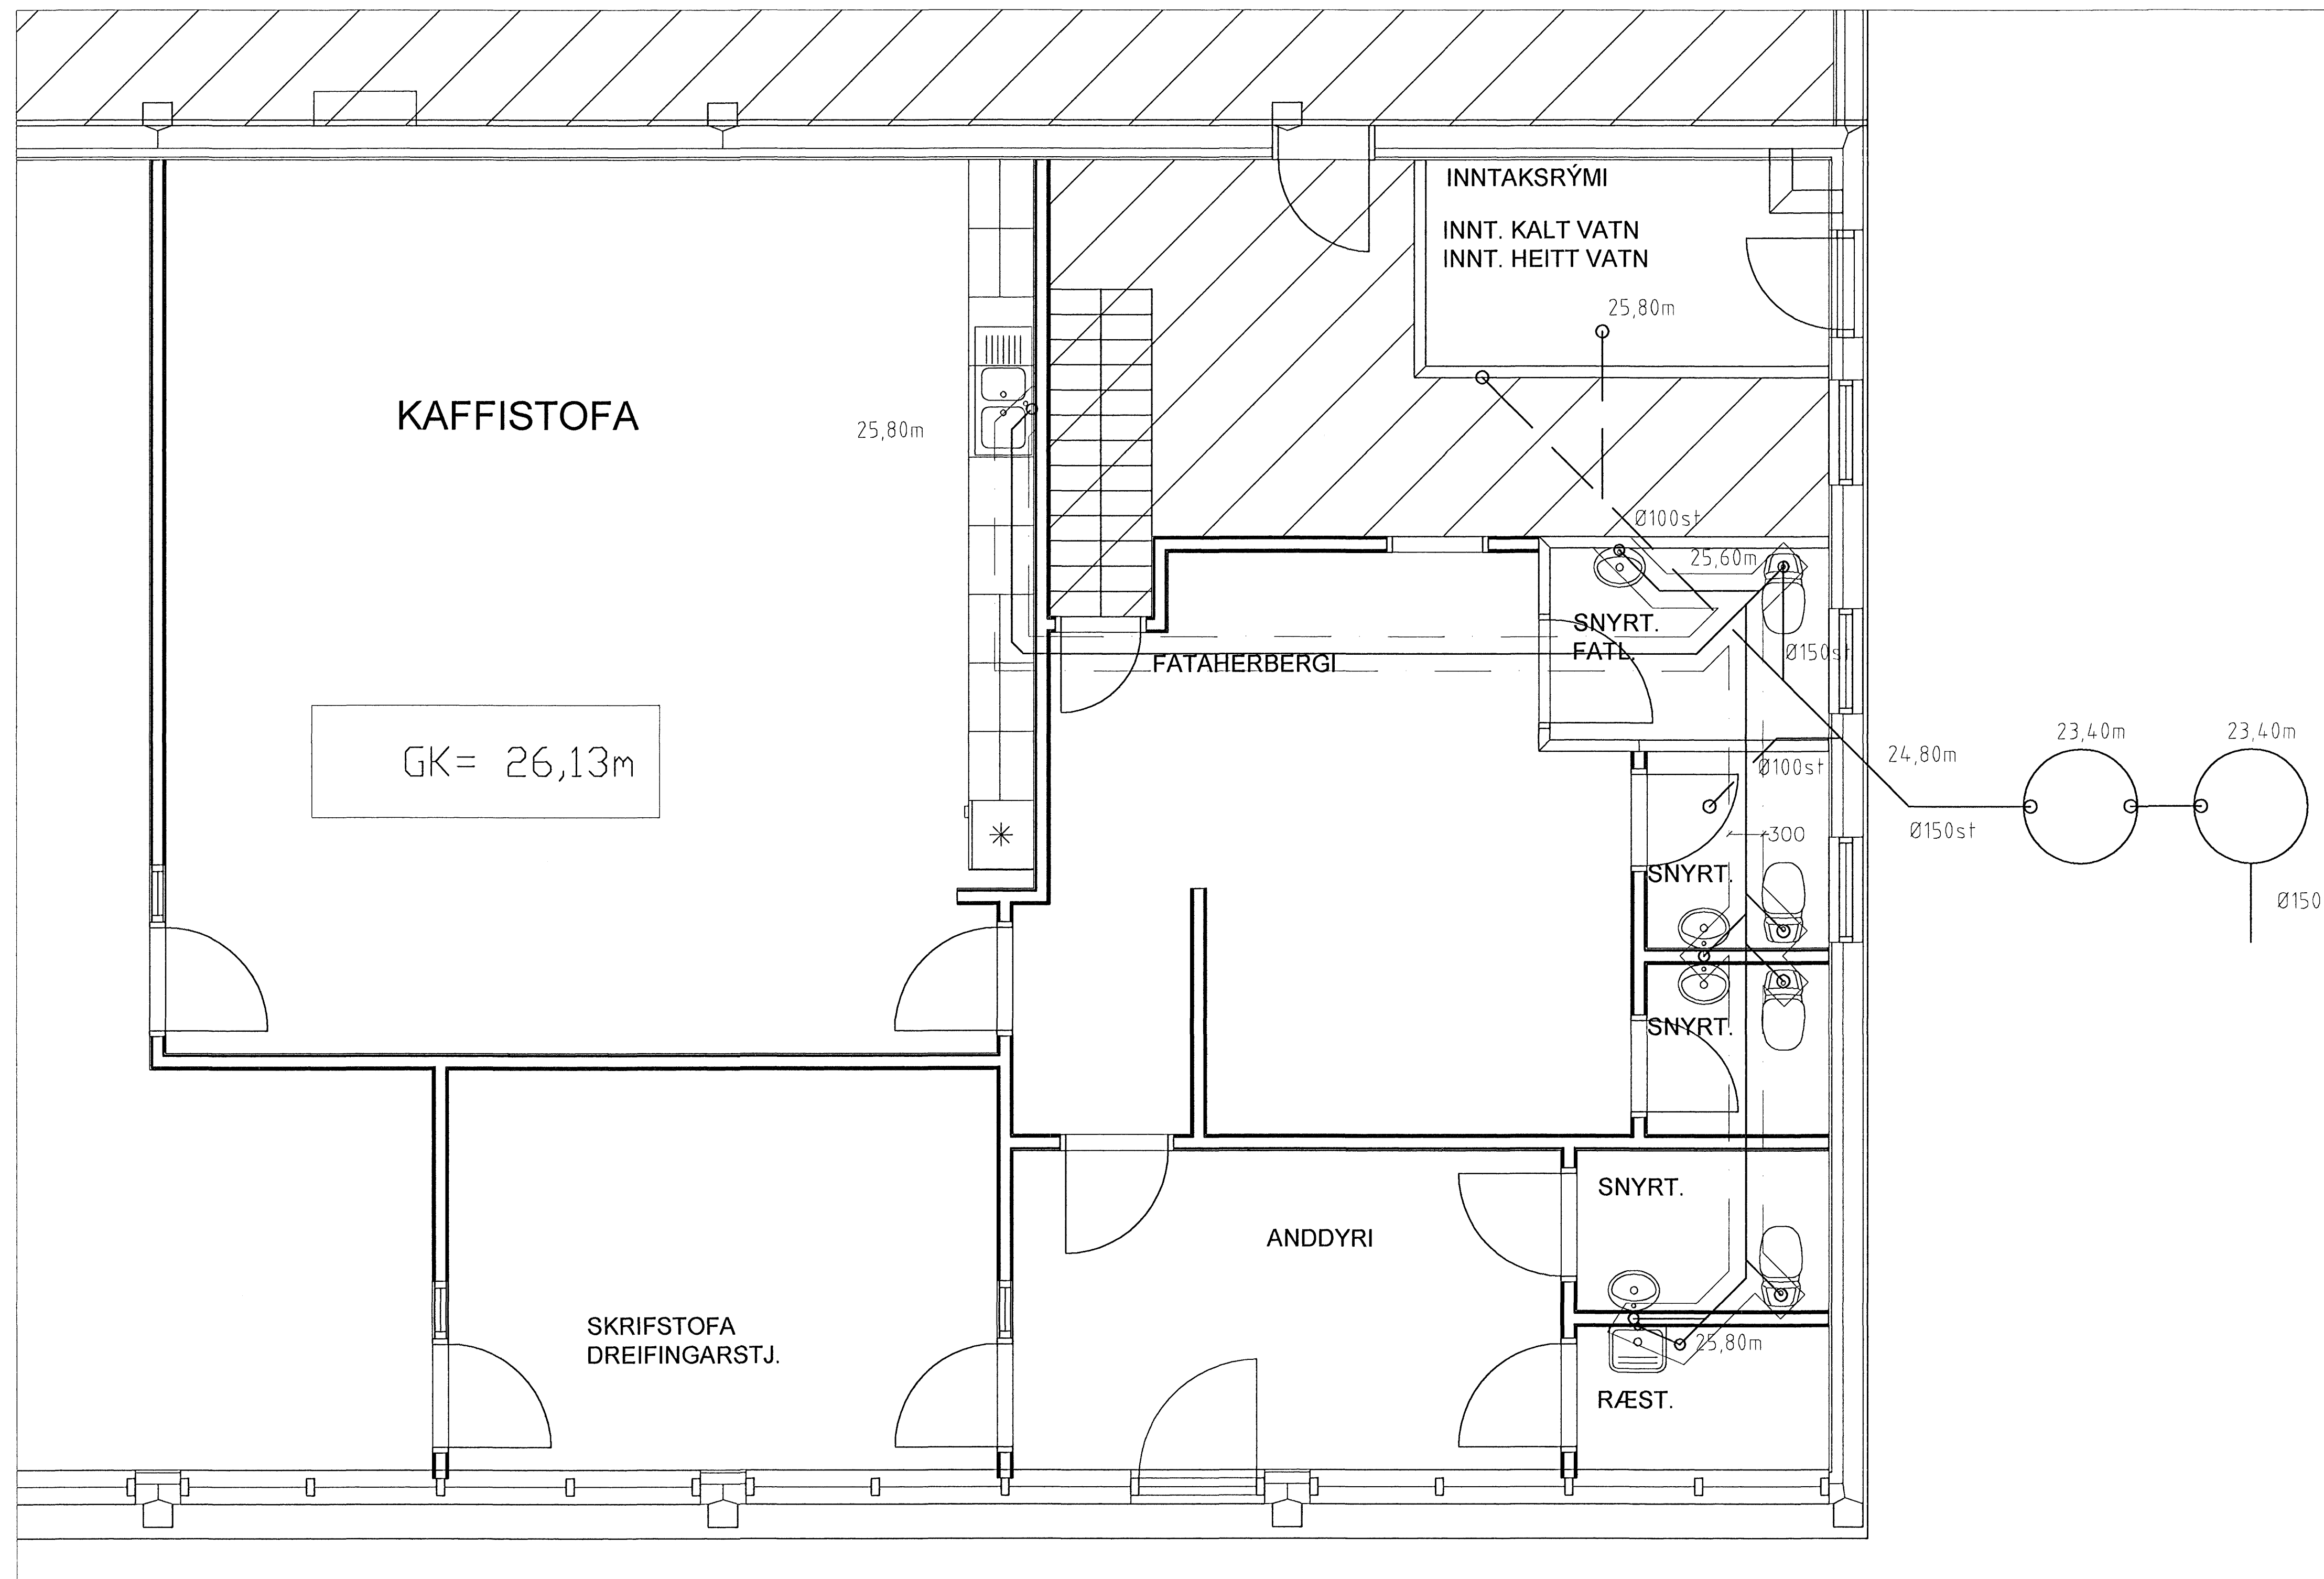 INNTAKSRÝMI
INNT. KALT VATN
INNT. HEITT VATN
25,80m
KAFFISTOFA
25,80m
Ø100st
25,60m
SNYRT.
FATL.
FATAHERBERGI
Ø150st
GK= 26,13m
23,40m
23,40m
24,80m
Ø100st
Ø150st
300
SNYRT.
Ø150
SNYRT.
SNYRT.
ANDDYRI
SKRIFSTOFA
DREIFINGARSTJ.
25,80m
RÆST.